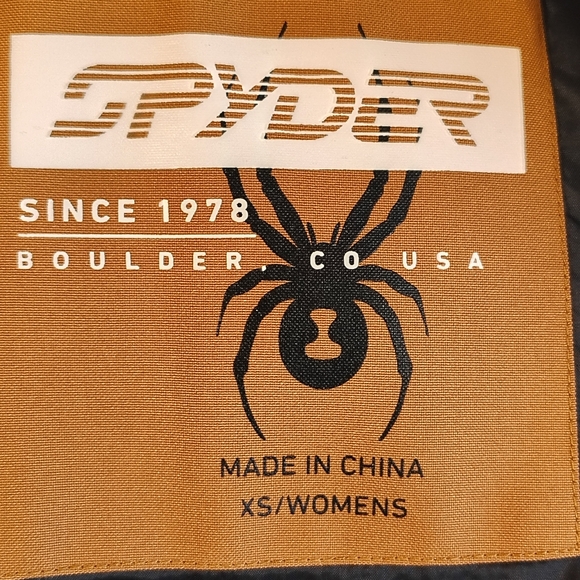 SPYDER
SINCE 1978
BOULDER, CO USA
MADE IN CHINA
XS/WOMENS